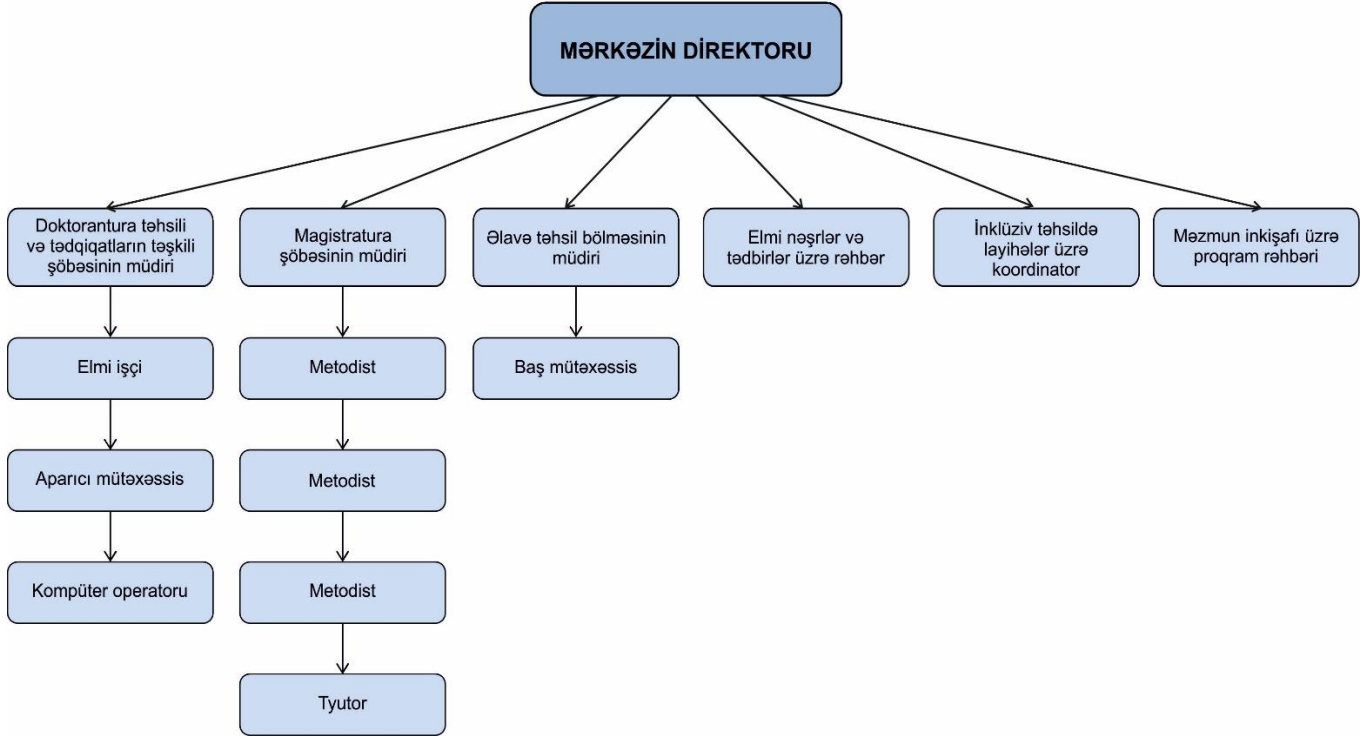 MƏRKƏZİN DİREKTORU
Doktorantura təhsili
və tədqiqatların təşkili
şöbəsinin müdiri
Magistratura
şöbəsinin müdiri
Əlavə təhsil bölməsinin
müdiri
Elmi nəşrlər və
tədbirlər üzrə rəhbər
İnklüziv təhsildə
layihələr üzrə
koordinator
Məzmun inkişafı üzrə
proqram rəhbəri
Elmi işçi
Metodist
Baş mütəxəssis
Aparıcı mütəxəssis
Metodist
Kompüter operatoru
Metodist
Tyutor